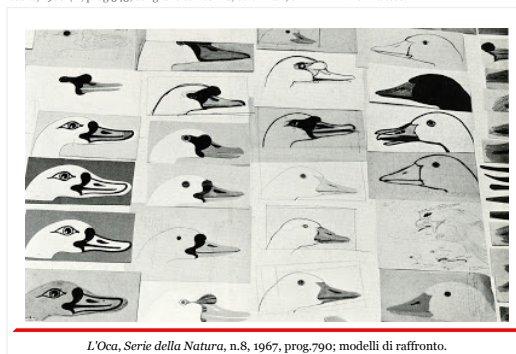 L'Oca, Serie della Natura, n.8, 1967, prog.790; modelli di raffronto.